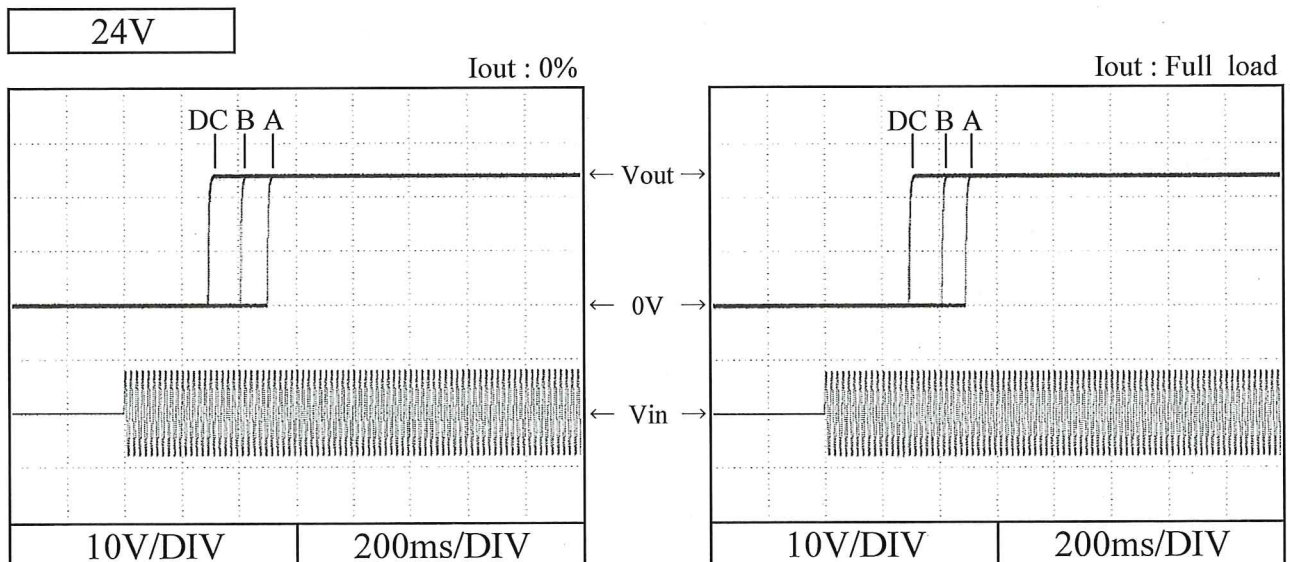 24V
Iout : 0%
Iout : Full load
DC B A
DC B A
← Vout →
← 0V →
← Vin →
10V/DIV
200ms/DIV
10V/DIV
200ms/DIV